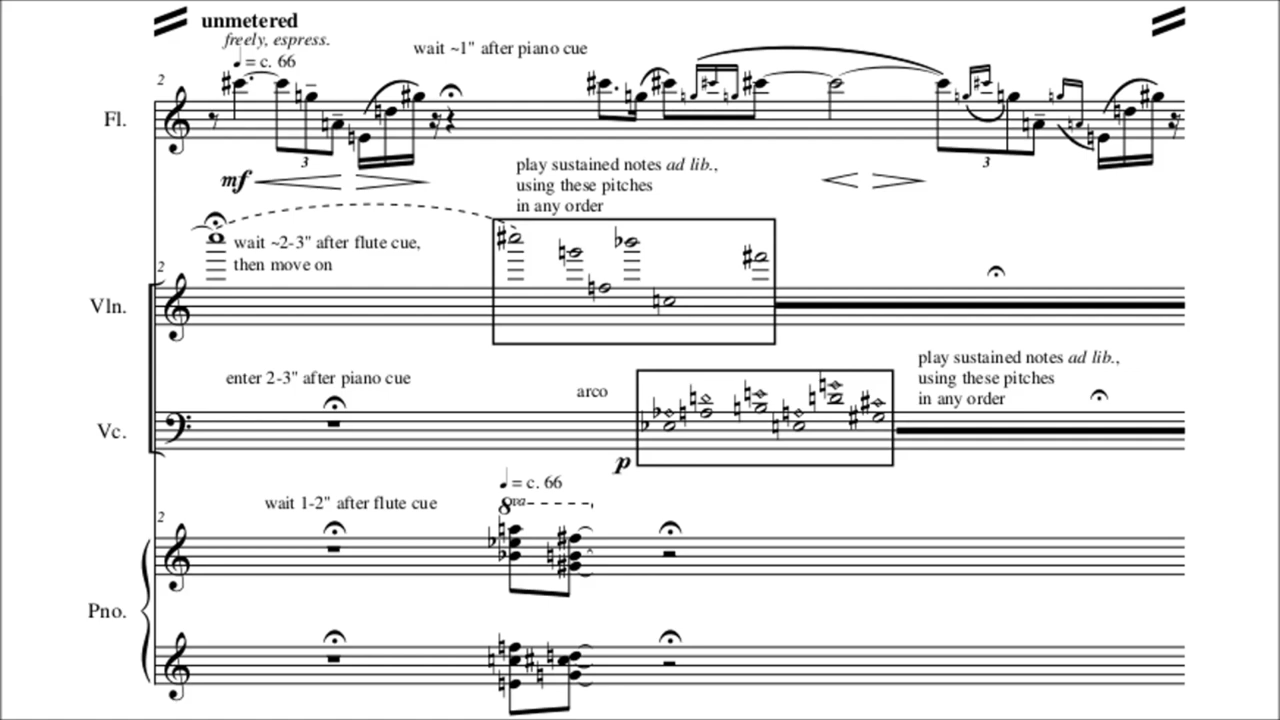 unmetered
freely, espress.
= c. 66
wait ~1" after piano cue
2
Fl.
3
3
mf
play sustained notes ad lib.,
using these pitches
in any order
wait ~2-3" after flute cue,
then move on
2
Vln.
enter 2-3" after piano cue
arco
play sustained notes ad lib.,
using these pitches
in any order
Vc.
p
= c. 66
wait 1-2" after flute cue
8va
2
Pno.